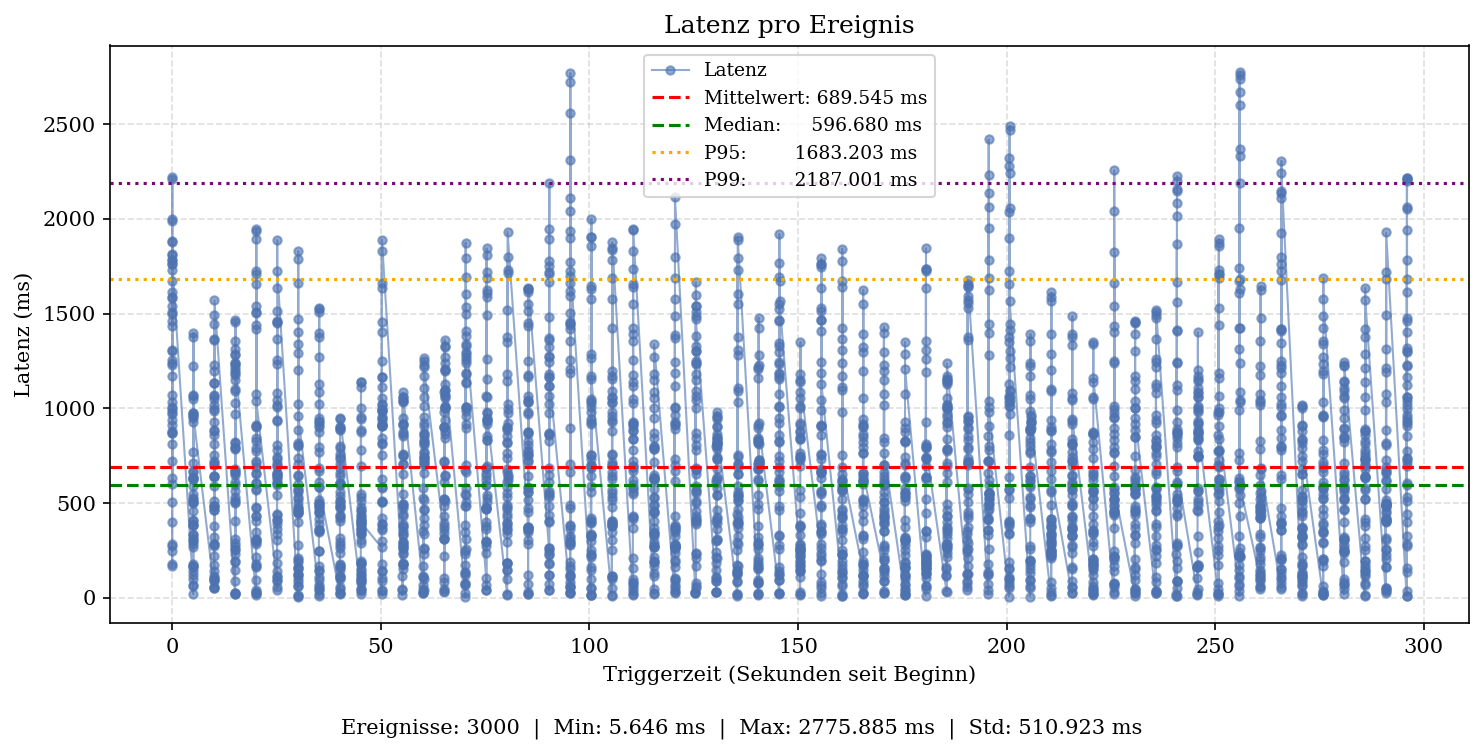 Latenz pro Ereignis
Latenz
Mittelwert: 689.545 ms
Median: 596.680 ms
P95: 1683.203 ms
P99: 2187.001 ms
Latenz (ms)
2500
2000
1500
1000
500
0
0 50 100 150 200 250 300
Triggerzeit (Sekunden seit Beginn)
Ereignisse: 3000 | Min: 5.646 ms | Max: 2775.885 ms | Std: 510.923 ms